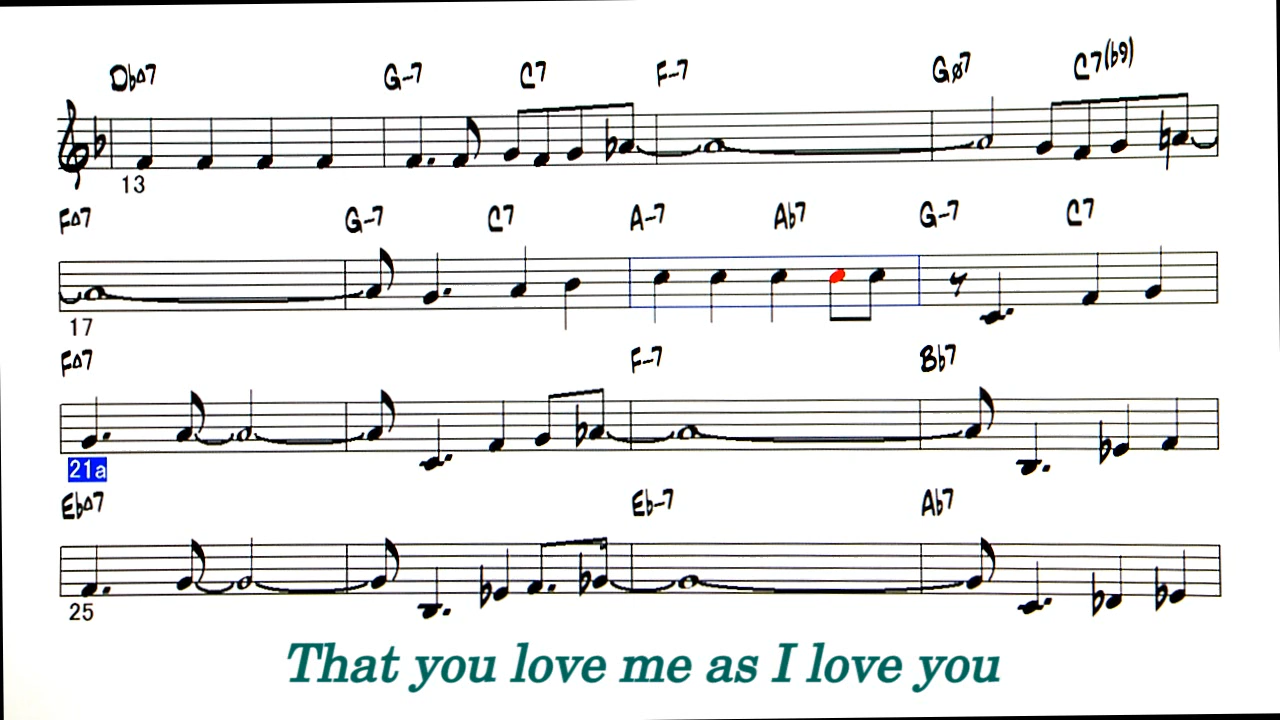 Db△7 G-7 C7 F-7 Gø7 C7(b9)
13
F△7 G-7 C7 A-7 Ab7 G-7 C7
17
F△7 F-7 Bb7
21a
Eb△7 Eb-7 Ab7
25
That you love me as I love you